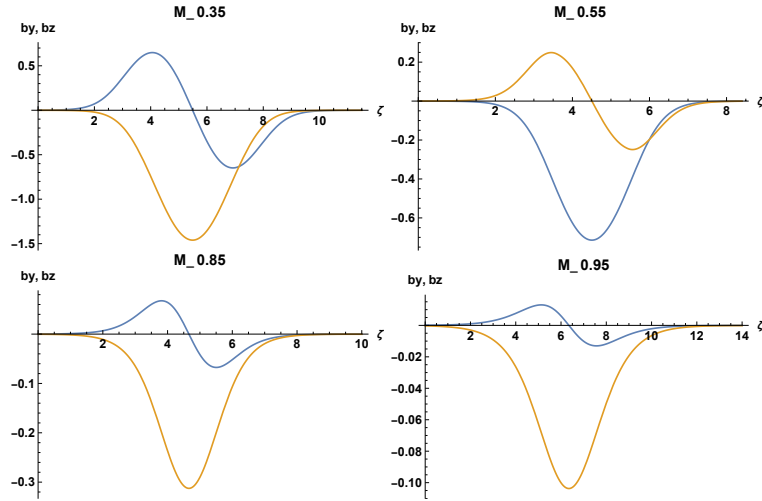 M_ 0.35
by, bz
0.5
2 4 6 8 10 ζ
-0.5
-1.0
-1.5
M_ 0.55
by, bz
0.2
2 4 6 8 ζ
-0.2
-0.4
-0.6
M_ 0.85
by, bz
2 4 6 8 10 ζ
-0.1
-0.2
-0.3
M_ 0.95
by, bz
2 4 6 8 10 12 14 ζ
-0.02
-0.04
-0.06
-0.08
-0.10